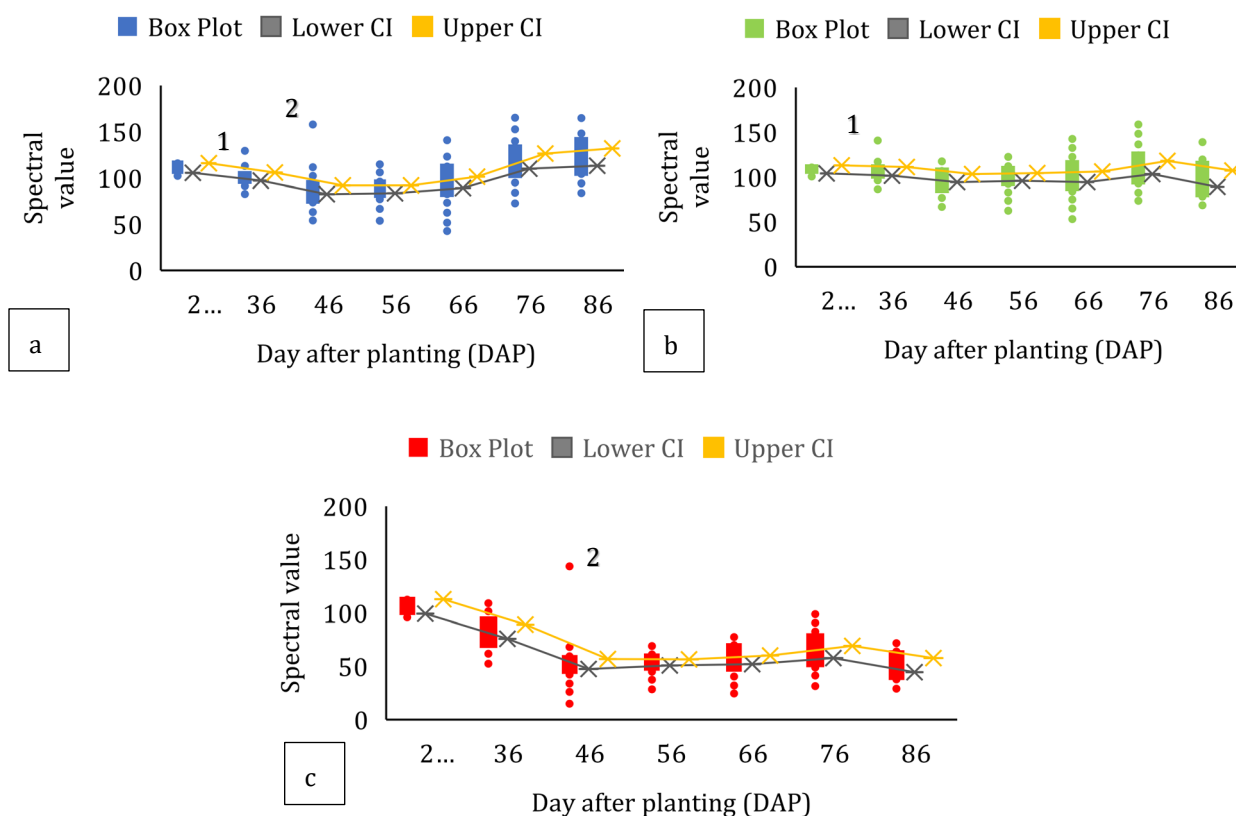 Box Plot Lower CI Upper CI
200
150
100
50
0
Spectral
value
1
2
2... 36 46 56 66 76 86
Day after planting (DAP)
a
Box Plot Lower CI Upper CI
200
150
100
50
0
Spectral
value
1
2... 36 46 56 66 76 86
Day after planting (DAP)
b
Box Plot Lower CI Upper CI
200
150
100
50
0
Spectral value
2
2... 36 46 56 66 76 86
Day after planting (DAP)
c